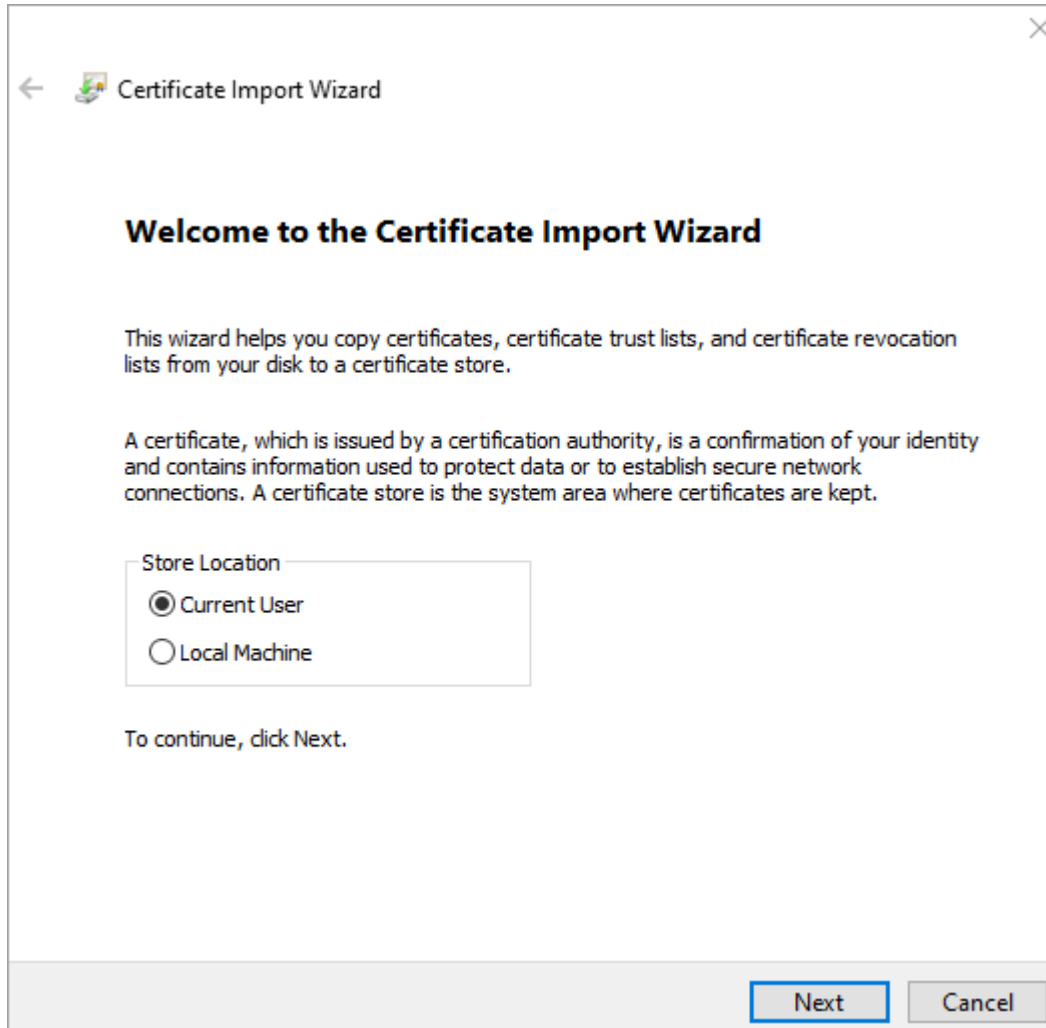 Certificate Import Wizard
Welcome to the Certificate Import Wizard
This wizard helps you copy certificates, certificate trust lists, and certificate revocation
lists from your disk to a certificate store.
A certificate, which is issued by a certification authority, is a confirmation of your identity
and contains information used to protect data or to establish secure network
connections. A certificate store is the system area where certificates are kept.
Store Location
Current User
Local Machine
To continue, click Next.
Next
Cancel